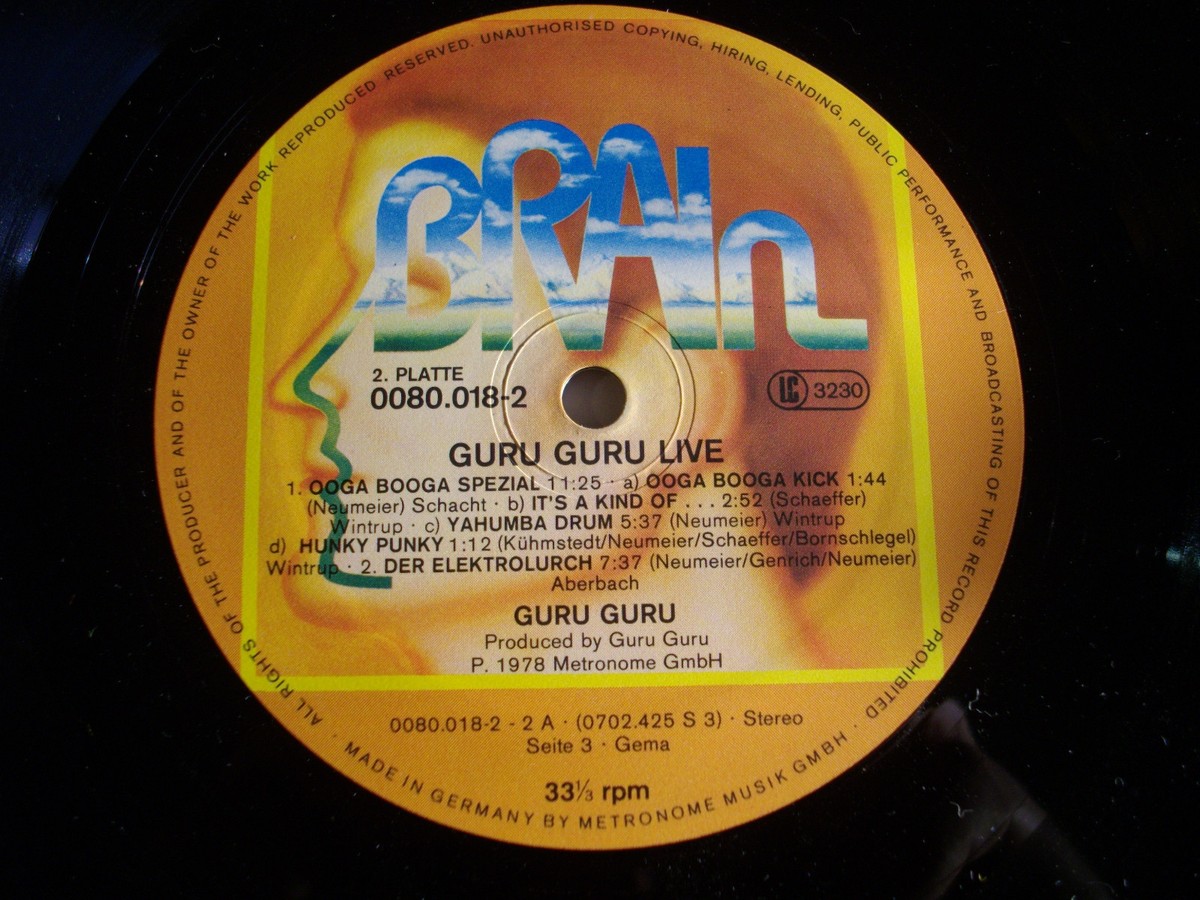 ALL RIGHTS OF THE PRODUCER AND OF THE OWNER OF THE WORK REPRODUCED RESERVED. UNAUTHORISED COPYING, HIRING, LENDING, PUBLIC PERFORMANCE AND BROADCASTING OF THIS RECORD PROHIBITED ·
BRAIn
2. PLATTE
0080.018-2
LC 3230
GURU GURU LIVE
1. OOGA BOOGA SPEZIAL 11:25 · a) OOGA BOOGA KICK 1:44
(Neumeier) Schacht · b) IT'S A KIND OF . . . 2:52 (Schaeffer)
Wintrup · c) YAHUMBA DRUM 5:37 (Neumeier) Wintrup
d) HUNKY PUNKY 1:12 (Kühmstedt/Neumeier/Schaeffer/Bornschlegel)
Wintrup · 2. DER ELEKTROLURCH 7:37 (Neumeier/Genrich/Neumeier)
Aberbach
GURU GURU
Produced by Guru Guru
P. 1978 Metronome GmbH
0080.018-2 - 2 A · (0702.425 S 3) · Stereo
Seite 3 · Gema
33⅓ rpm
· MADE IN GERMANY BY METRONOME MUSIK GMBH ·